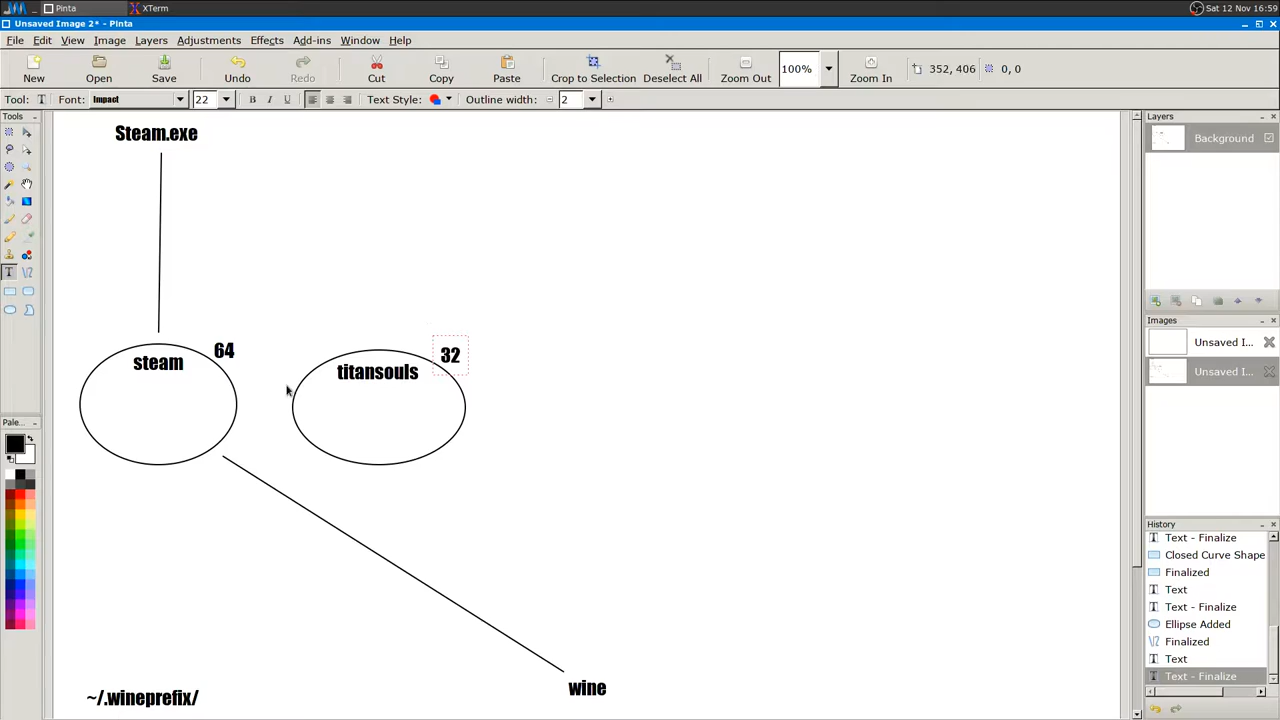 Pinta
XTerm
Sat 12 Nov 16:59
Unsaved Image 2* - Pinta
File Edit View Image Layers Adjustments Effects Add-ins Window Help
New Open Save Undo Redo Cut Copy Paste Crop to Selection Deselect All Zoom Out 100% Zoom In 352, 406 0, 0
Tool: T Font: Impact 22 B I U Text Style: Outline width: 2
Tools
Steam.exe
steam
64
titansouls
32
wine
~/.wineprefix/
Pale...
Layers
Background
Images
Unsaved I...
Unsaved I...
History
Text - Finalize
Closed Curve Shape
Finalized
Text
Text - Finalize
Ellipse Added
Finalized
Text
Text - Finalize